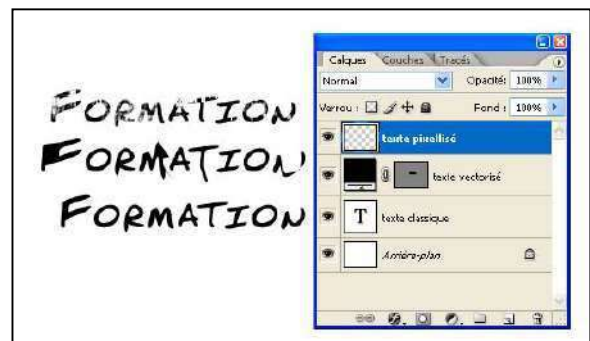 FORMATION
FORMATION
FORMATION
Calques Couches Tracés
Normal Opacité: 100%
Verrou : Fond : 100%
texte pixellisé
texte vectorisé
T texte classique
Arrière-plan